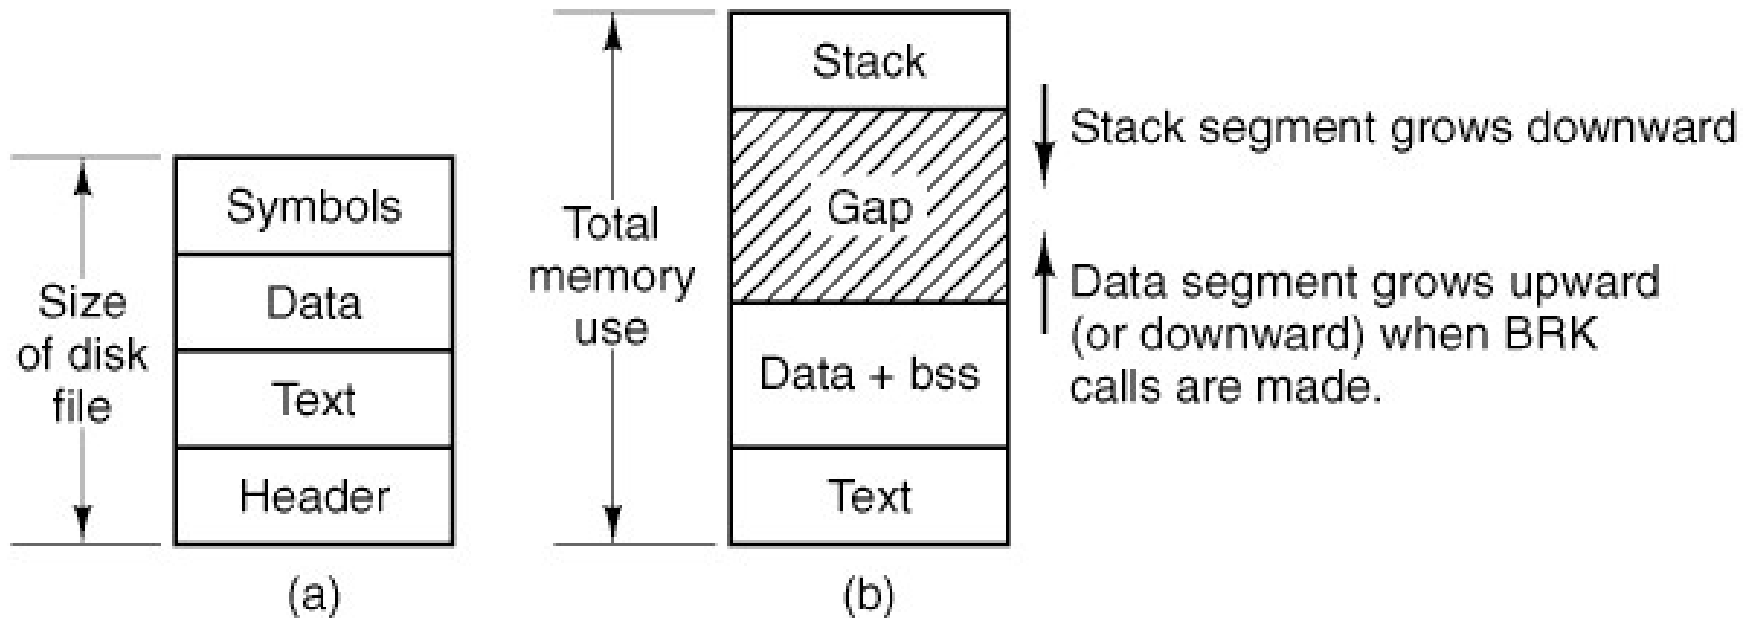 Size
of disk
file
Symbols
Data
Text
Header
(a)
Total
memory
use
Stack
Gap
Data + bss
Text
(b)
Stack segment grows downward
Data segment grows upward
(or downward) when BRK
calls are made.